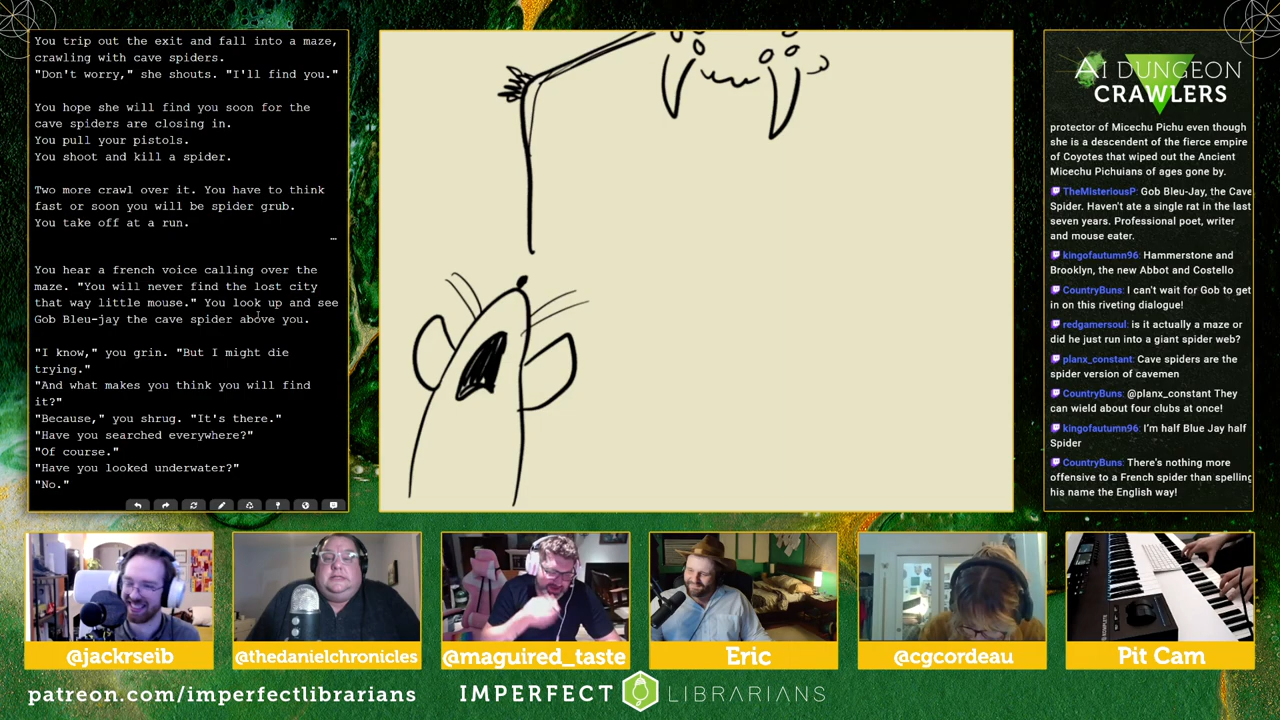 You trip out the exit and fall into a maze,
crawling with cave spiders.
"Don't worry," she shouts. "I'll find you."
You hope she will find you soon for the
cave spiders are closing in.
You pull your pistols.
You shoot and kill a spider.
Two more crawl over it. You have to think
fast or soon you will be spider grub.
You take off at a run.
…
You hear a french voice calling over the
maze. "You will never find the lost city
that way little mouse." You look up and see
Gob Bleu-jay the cave spider above you.
"I know," you grin. "But I might die
trying."
"And what makes you think you will find
it?"
"Because," you shrug. "It's there."
"Have you searched everywhere?"
"Of course."
"Have you looked underwater?"
"No."
AI DUNGEON
CRAWLERS
protector of Micechu Pichu even though
she is a descendent of the fierce empire
of Coyotes that wiped out the Ancient
Micechu Pichuians of ages gone by.
TheMisteriousP: Gob Bleu-Jay, the Cave
Spider. Haven't ate a single rat in the last
seven years. Professional poet, writer
and mouse eater.
kingofautumn96: Hammerstone and
Brooklyn, the new Abbot and Costello
CountryBuns: I can't wait for Gob to get
in on this riveting dialogue!
redgamersoul: is it actually a maze or
did he just run into a giant spider web?
planx_constant: Cave spiders are the
spider version of cavemen
CountryBuns: @planx_constant They
can wield about four clubs at once!
kingofautumn96: I'm half Blue Jay half
Spider
CountryBuns: There's nothing more
offensive to a French spider than spelling
his name the English way!
@jackrseib
@thedanielchronicles
@maguired_taste
Eric
@cgcordeau
Pit Cam
patreon.com/imperfectlibrarians
IMPERFECT LIBRARIANS